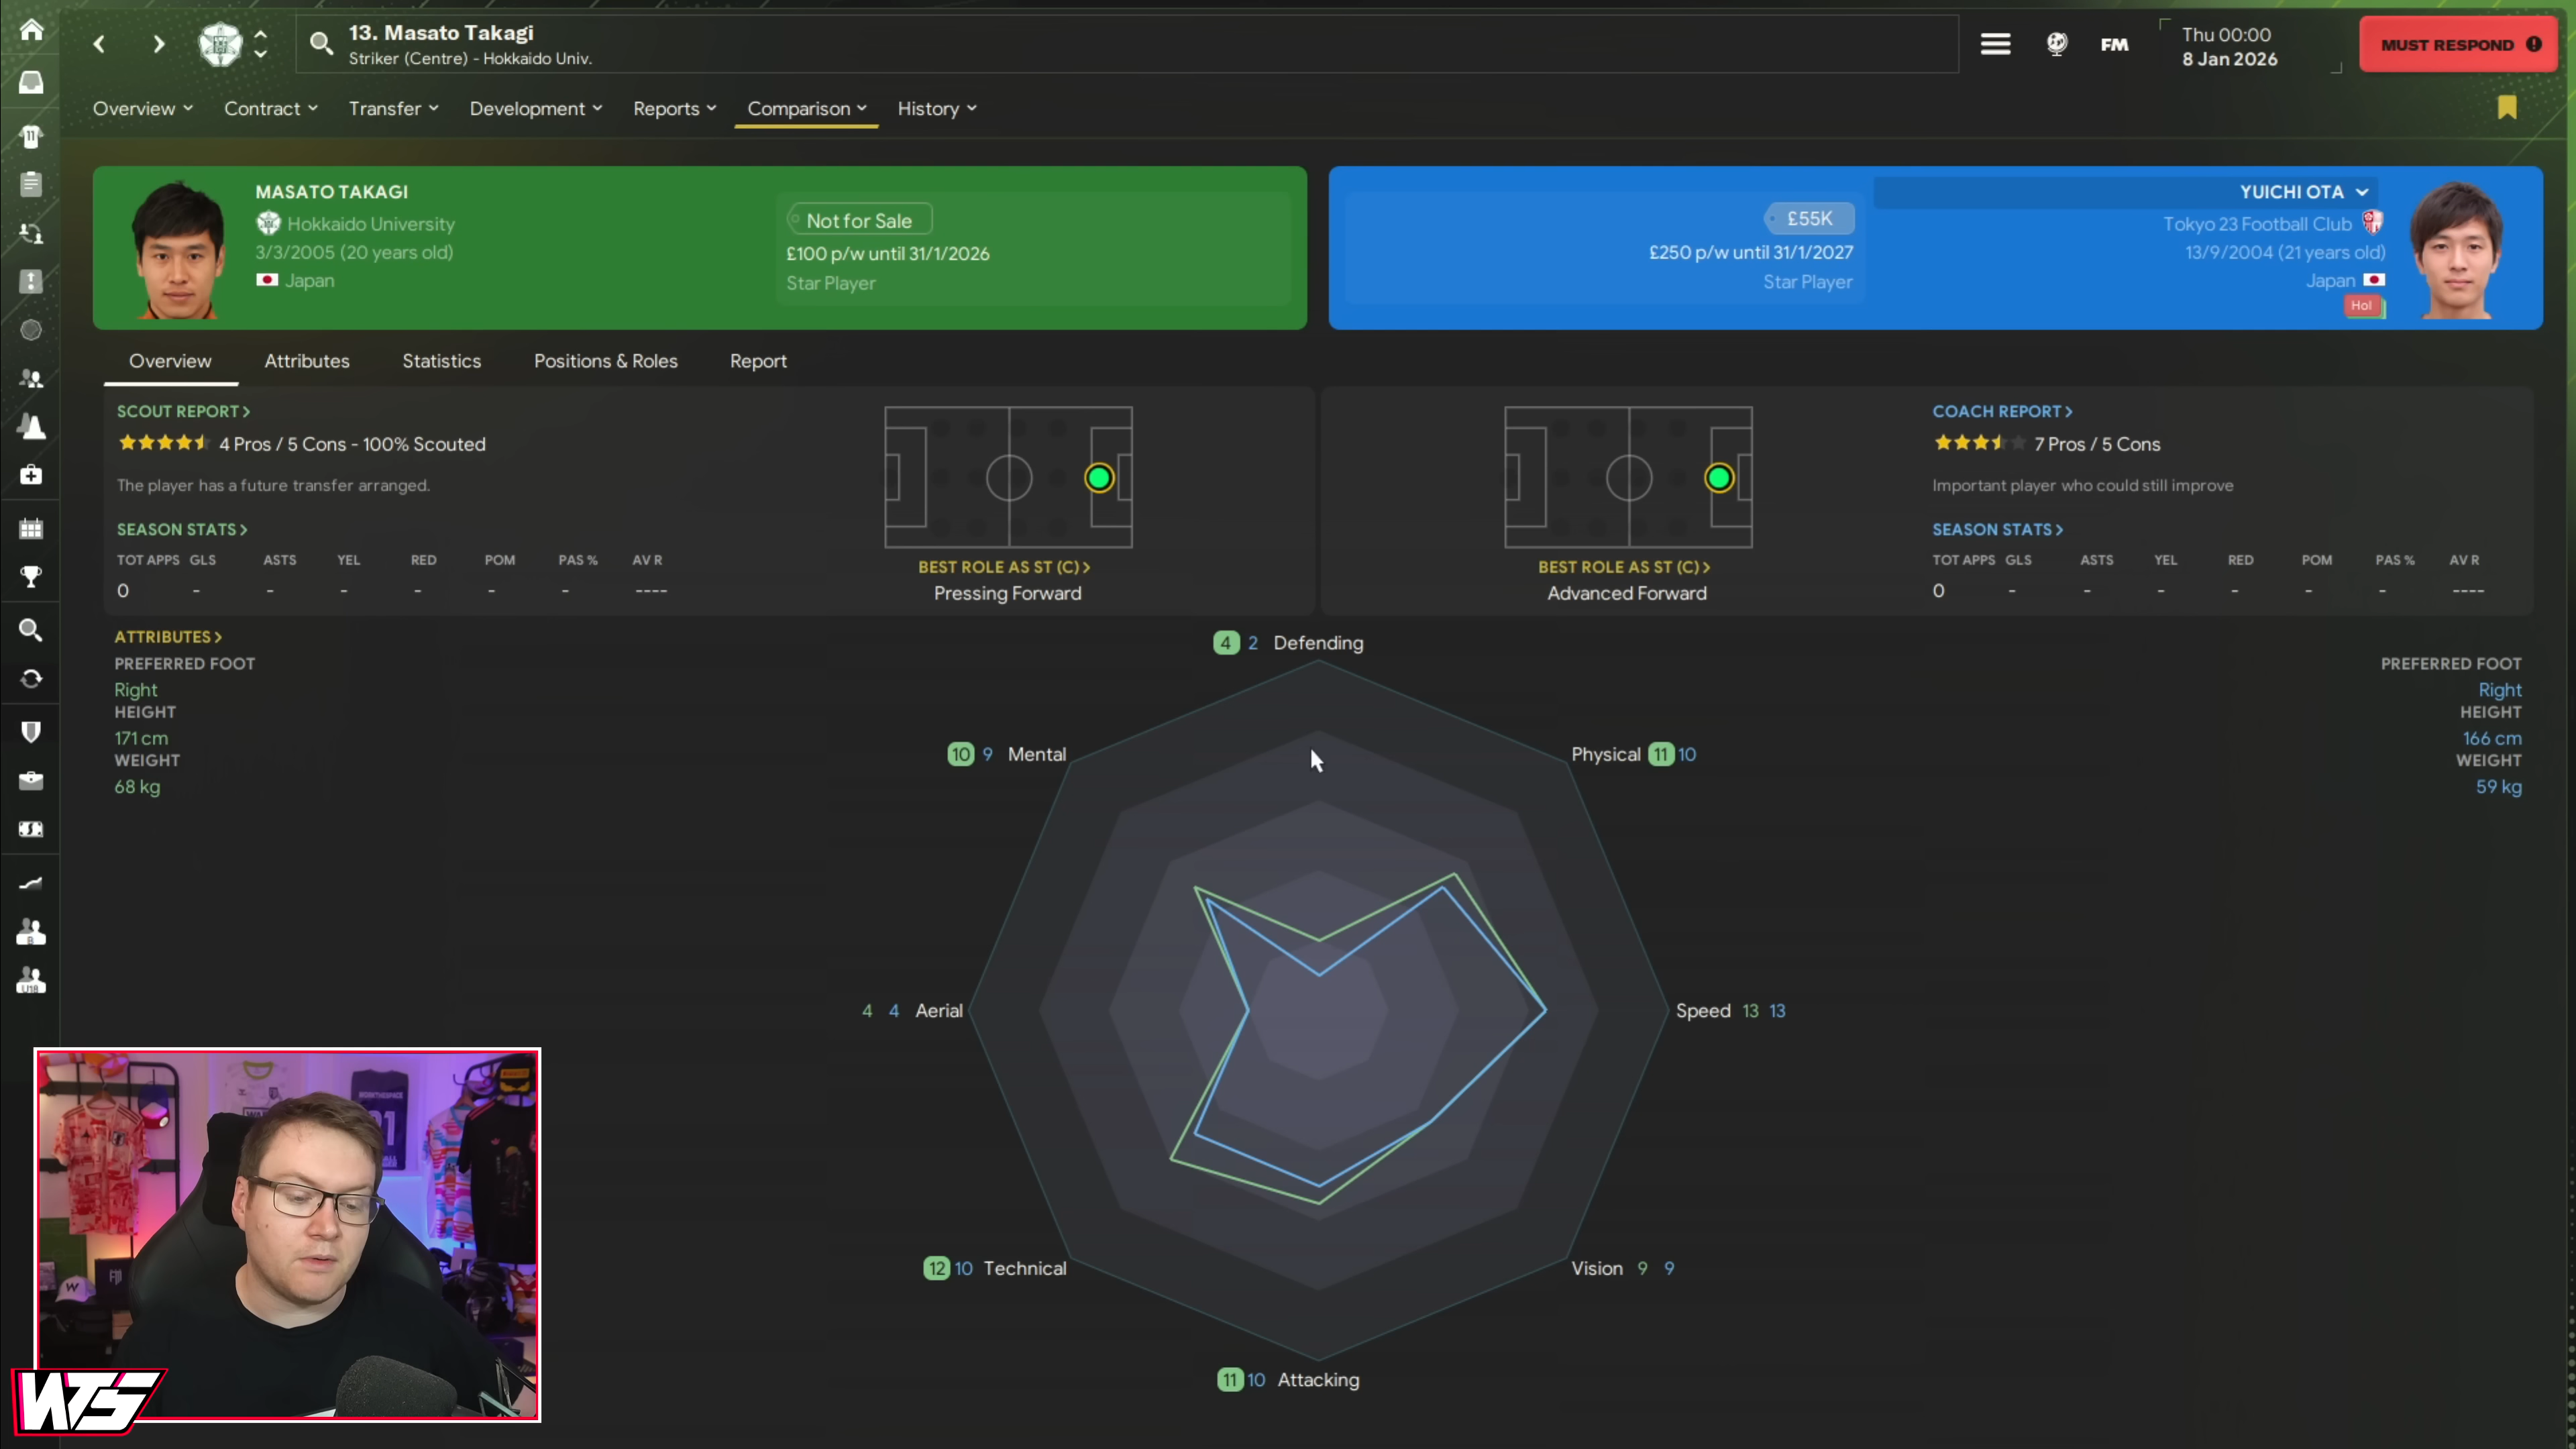 13. Masato Takagi
Striker (Centre) - Hokkaido Univ.
FM
Thu 00:00
8 Jan 2026
MUST RESPOND
Overview
Contract
Transfer
Development
Reports
Comparison
History
MASATO TAKAGI
Hokkaido University
3/3/2005 (20 years old)
Japan
Not for Sale
£100 p/w until 31/1/2026
Star Player
£55K
£250 p/w until 31/1/2027
Star Player
YUICHI OTA
Tokyo 23 Football Club
13/9/2004 (21 years old)
Japan
Hol
Overview
Attributes
Statistics
Positions & Roles
Report
SCOUT REPORT
4 Pros / 5 Cons - 100% Scouted
The player has a future transfer arranged.
SEASON STATS
TOT APPS GLS ASTS YEL RED POM PAS % AV R
0 - - - - - - ----
BEST ROLE AS ST (C)
Pressing Forward
BEST ROLE AS ST (C)
Advanced Forward
COACH REPORT
7 Pros / 5 Cons
Important player who could still improve
SEASON STATS
TOT APPS GLS ASTS YEL RED POM PAS % AV R
0 - - - - - - ----
ATTRIBUTES
PREFERRED FOOT
Right
HEIGHT
171 cm
WEIGHT
68 kg
4 2 Defending
10 9 Mental
Physical 11 10
4 4 Aerial
Speed 13 13
12 10 Technical
Vision 9 9
11 10 Attacking
PREFERRED FOOT
Right
HEIGHT
166 cm
WEIGHT
59 kg
11
B
U18
WTS